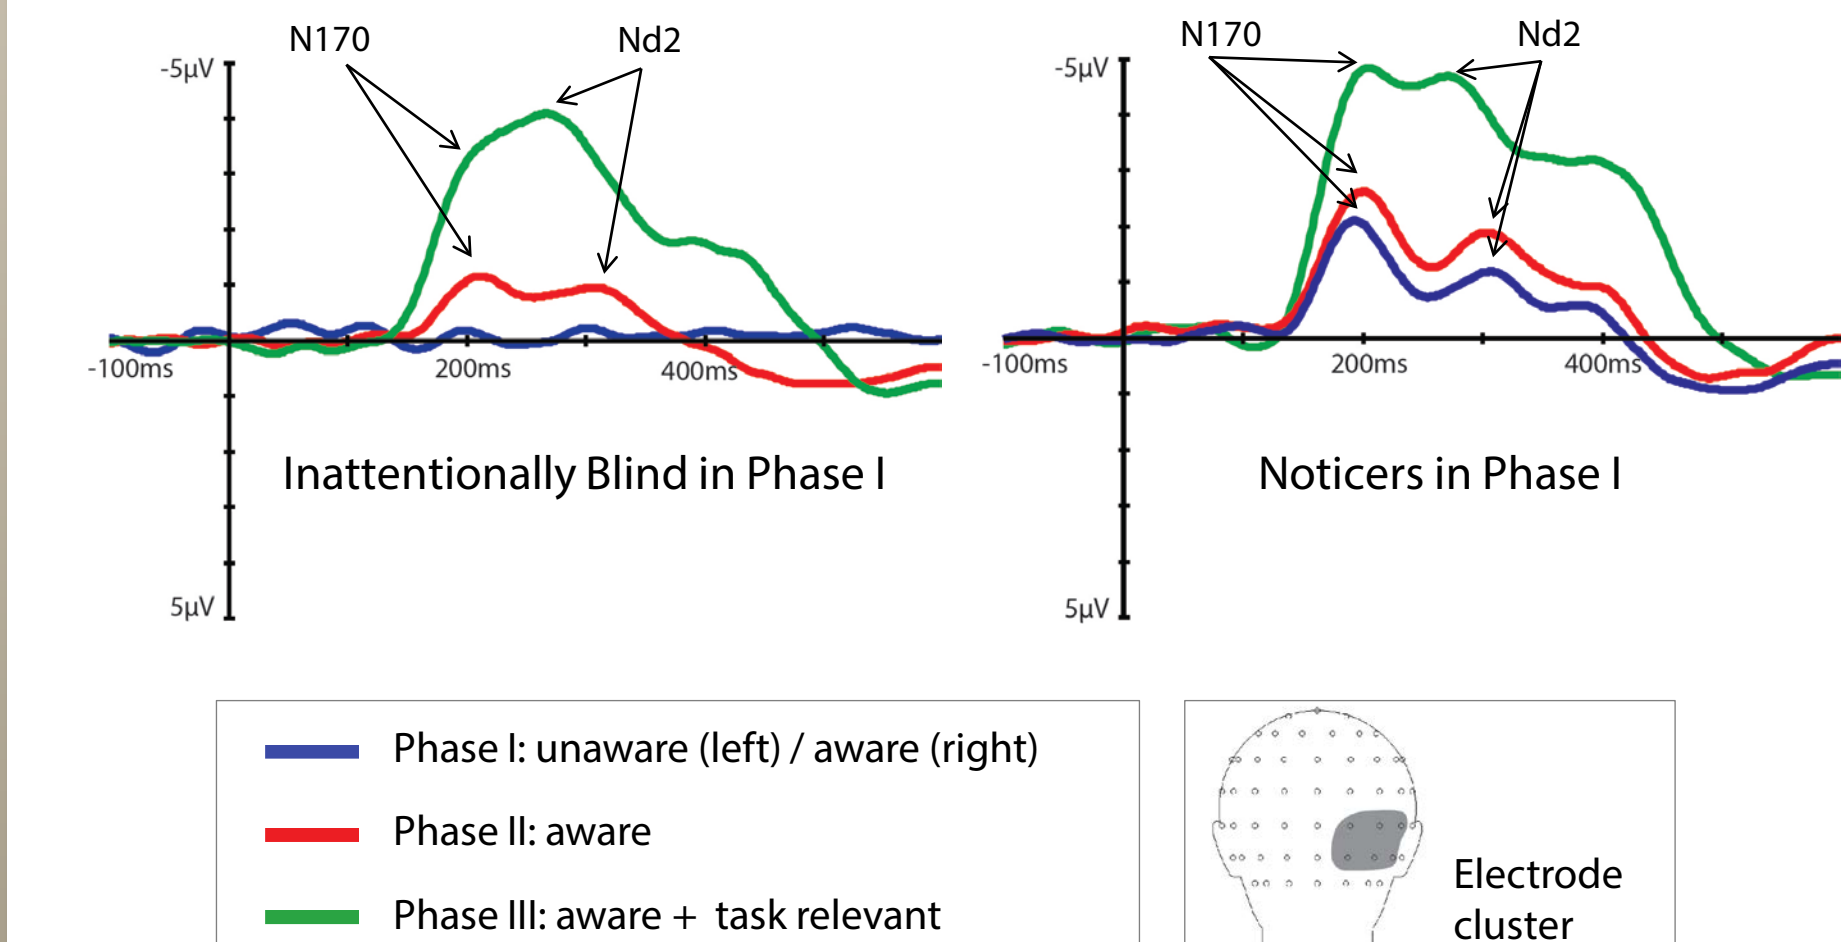 N170
Nd2
-5µV
-100ms
200ms
400ms
5µV
Inattentionally Blind in Phase I
N170
Nd2
-5µV
-100ms
200ms
400ms
5µV
Noticers in Phase I
Phase I: unaware (left) / aware (right)
Phase II: aware
Phase III: aware + task relevant
Electrode
cluster